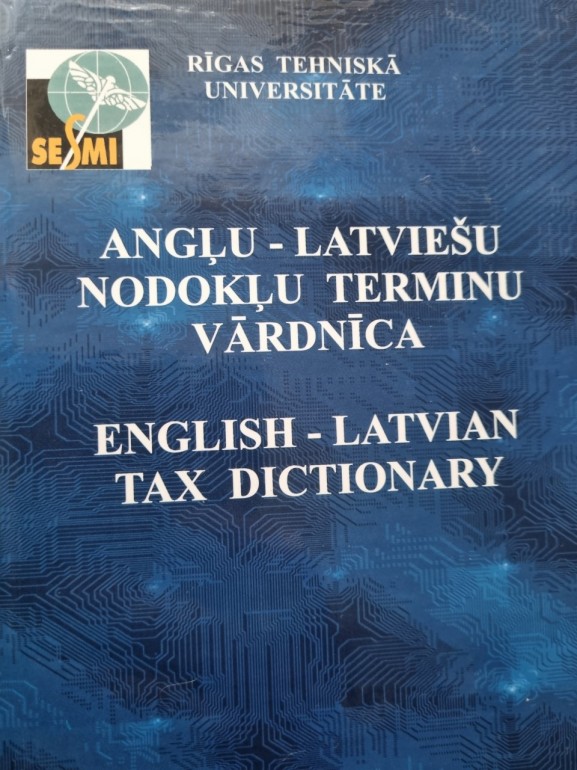 RĪGAS TEHNISKĀ
UNIVERSITĀTE
SESMI
ANGĻU - LATVIEŠU
NODOKĻU TERMINU
VĀRDNĪCA
ENGLISH - LATVIAN
TAX DICTIONARY